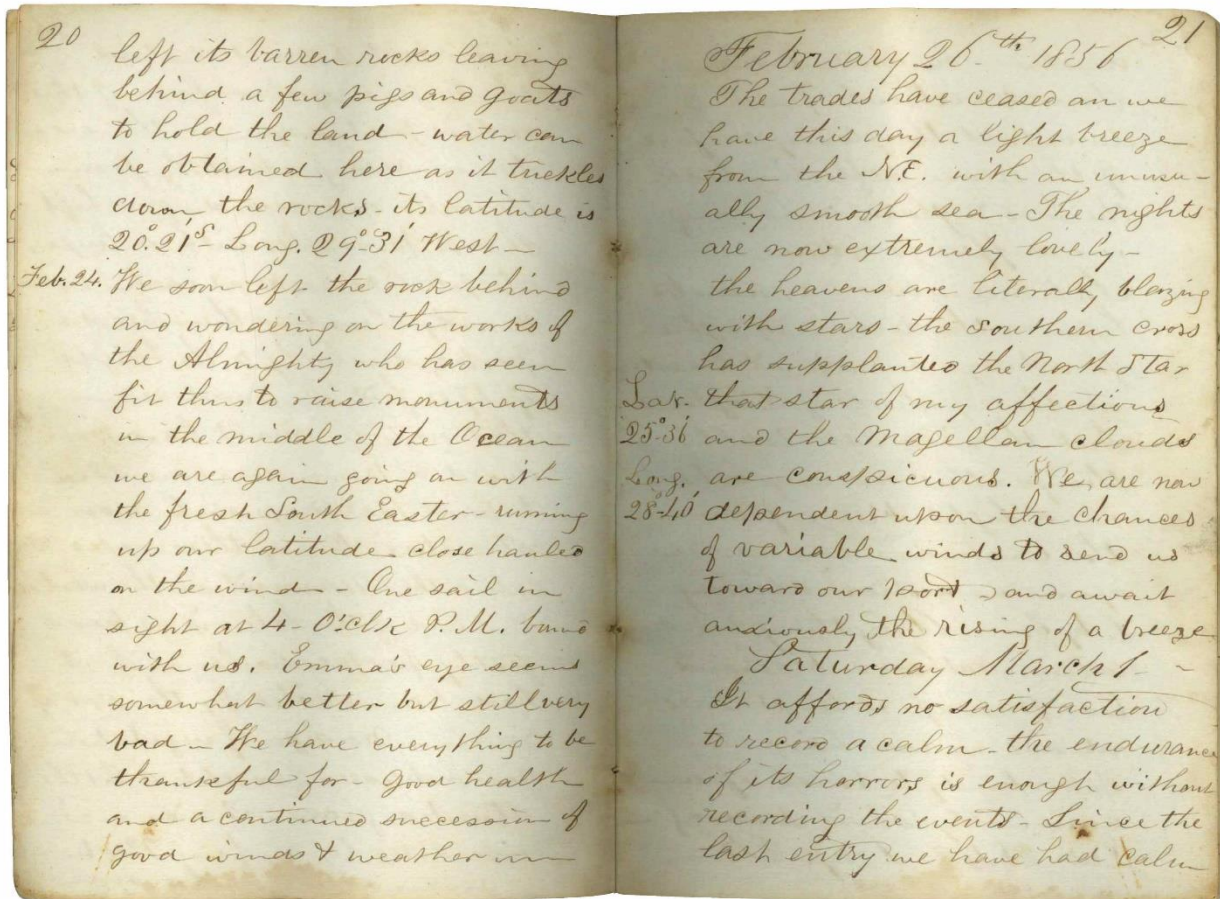 20
left its barren rocks leaving
behind a few pigs and goats
to hold the land - water can
be obtained here as it trickles
down the rocks - its latitude is
20°.21'S - Long. 29°-31' West -
Feb. 24. We soon left the rock behind
and wondering on the works of
the Almighty who has seen
fit thus to raise monuments
in the middle of the Ocean
we are again going on with
the fresh South Easter - running
up our latitude close hauled
on the wind - One sail in
sight at 4 - O'clk P.M. bound
with us. Emma's eye seems
somewhat better but still very
bad - We have everything to be
thankful for - good health
and a continued succession of
good winds & weather
21
February 26th 1856
The trades have ceased an we
have this day a light breeze
from the N.E. with an unusu-
ally smooth sea - The nights
are now extremely lovely -
the heavens are literally blazing
with stars - the Southern cross
has supplanted the North Star
Lat. that star of my affections
25°-36' and the Magellan clouds
Long. are conspicuous. We are now
28°-40' dependent upon the chances
of variable winds to send us
toward our port - and await
anxiously the rising of a breeze
Saturday March 1 -
It affords no satisfaction
to record a calm - the endurance
of its horrors is enough without
recording the events - Since the
last entry we have had calm